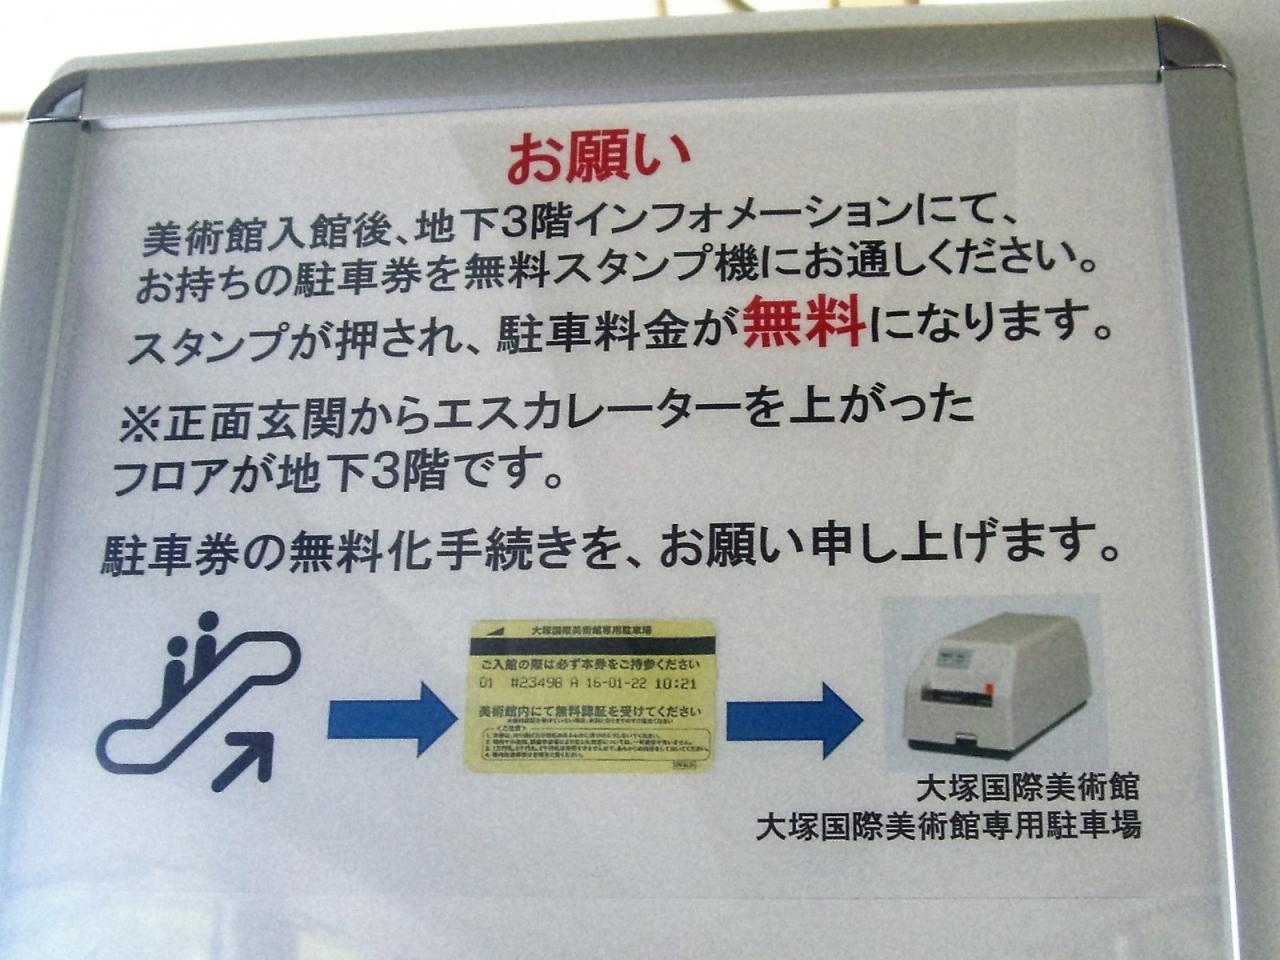 お願い
美術館入館後、地下3階インフォメーションにて、
お持ちの駐車券を無料スタンプ機にお通しください。
スタンプが押され、駐車料金が無料になります。
※正面玄関からエスカレーターを上がった
フロアが地下3階です。
駐車券の無料化手続きを、お願い申し上げます。
大塚国際美術館専用駐車場
ご入館の際は必ず本券をご持参ください
01 #23498 A 16-01-22 10:21
美術館内にて無料認証を受けてください
大塚国際美術館
大塚国際美術館専用駐車場